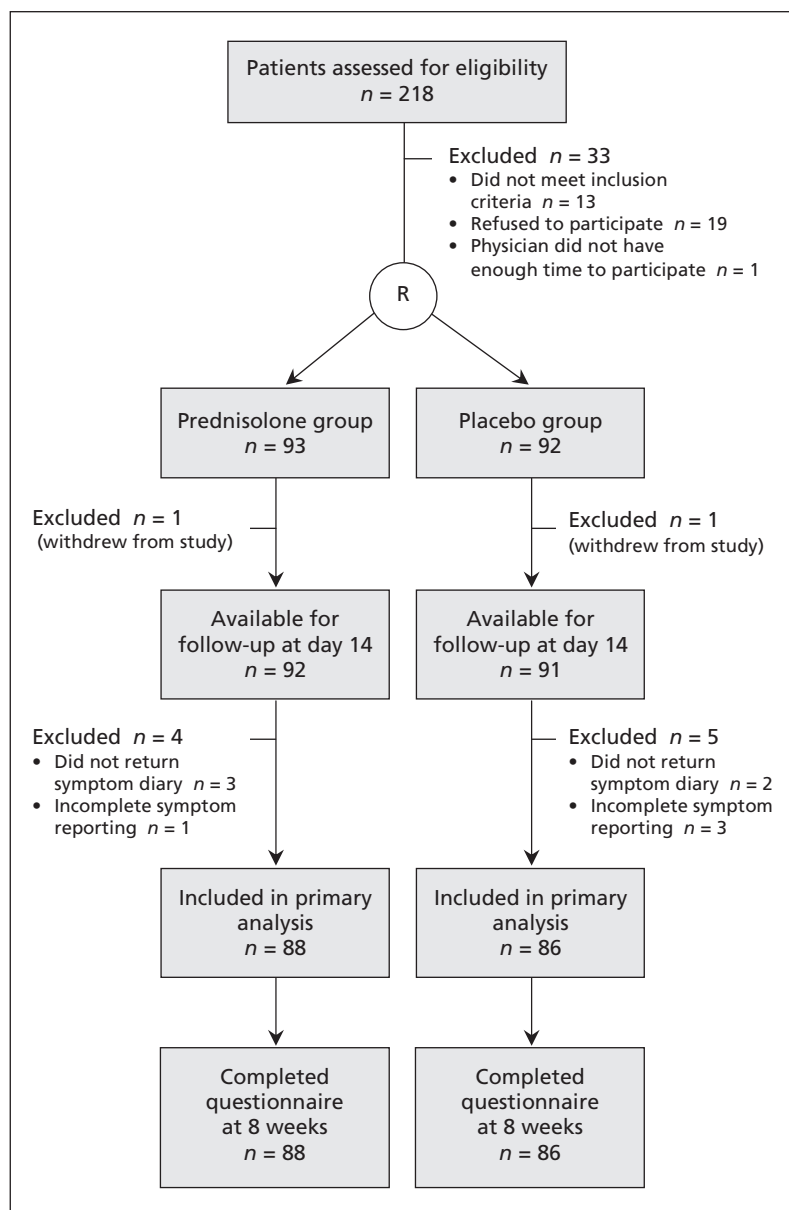 Patients assessed for eligibility
n = 218
Excluded n = 33
• Did not meet inclusion
criteria n = 13
• Refused to participate n = 19
• Physician did not have
enough time to participate n = 1
R
Prednisolone group
n = 93
Placebo group
n = 92
Excluded n = 1
(withdrew from study)
Excluded n = 1
(withdrew from study)
Available for
follow-up at day 14
n = 92
Available for
follow-up at day 14
n = 91
Excluded n = 4
• Did not return
symptom diary n = 3
• Incomplete symptom
reporting n = 1
Excluded n = 5
• Did not return
symptom diary n = 2
• Incomplete symptom
reporting n = 3
Included in primary
analysis
n = 88
Included in primary
analysis
n = 86
Completed
questionnaire
at 8 weeks
n = 88
Completed
questionnaire
at 8 weeks
n = 86